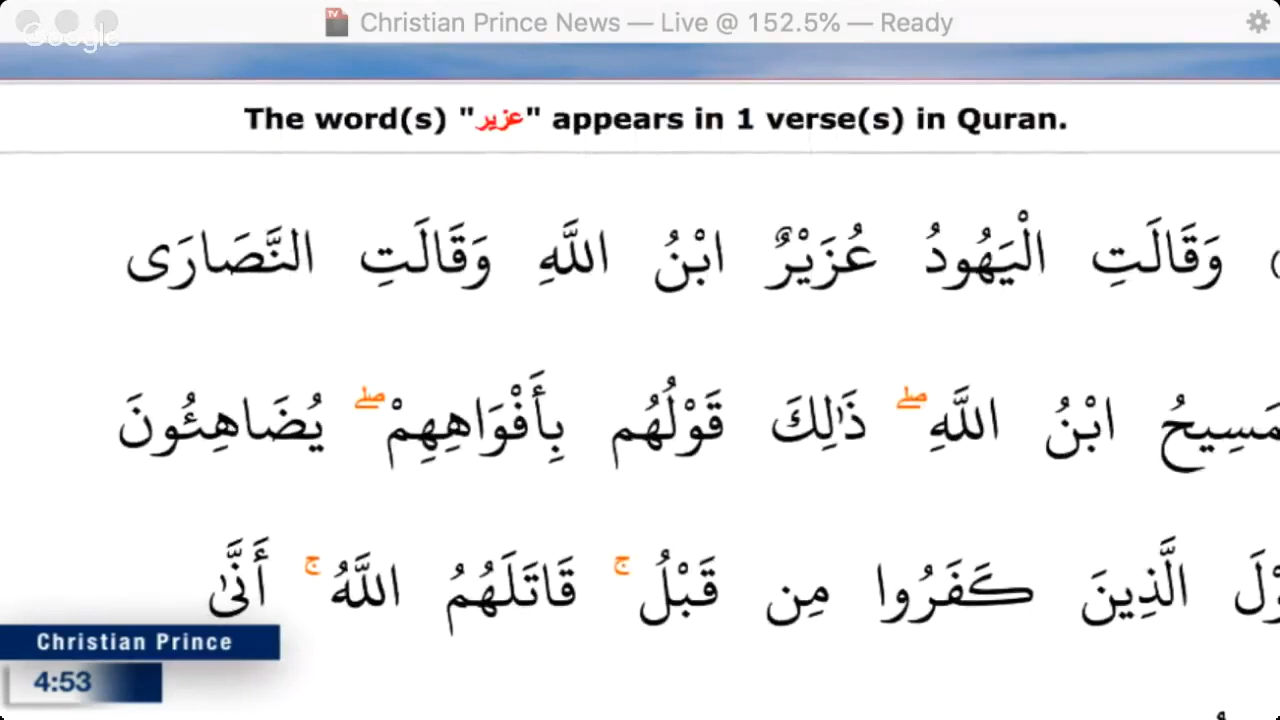 Christian Prince News — Live @ 152.5% — Ready
Google
The word(s) "عزير" appears in 1 verse(s) in Quran.
وَقَالَتِ الْيَهُودُ عُزَيْرٌ ابْنُ اللَّهِ وَقَالَتِ النَّصَارَى
ابْنُ اللَّهِ ۖ ذَٰلِكَ قَوْلُهُم بِأَفْوَاهِهِمْ ۖ يُضَاهِئُونَ
الَّذِينَ كَفَرُوا مِن قَبْلُ ۚ قَاتَلَهُمُ اللَّهُ ۚ أَنَّىٰ
Christian Prince
4:53